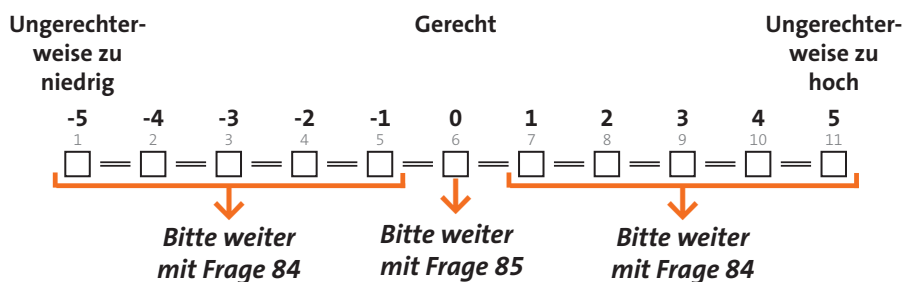 Ungerechter-
weise zu
niedrig
Gerecht
Ungerechter-
weise zu
hoch
-5 -4 -3 -2 -1 0 1 2 3 4 5
1 2 3 4 5 6 7 8 9 10 11
Bitte weiter
mit Frage 84
Bitte weiter
mit Frage 85
Bitte weiter
mit Frage 84